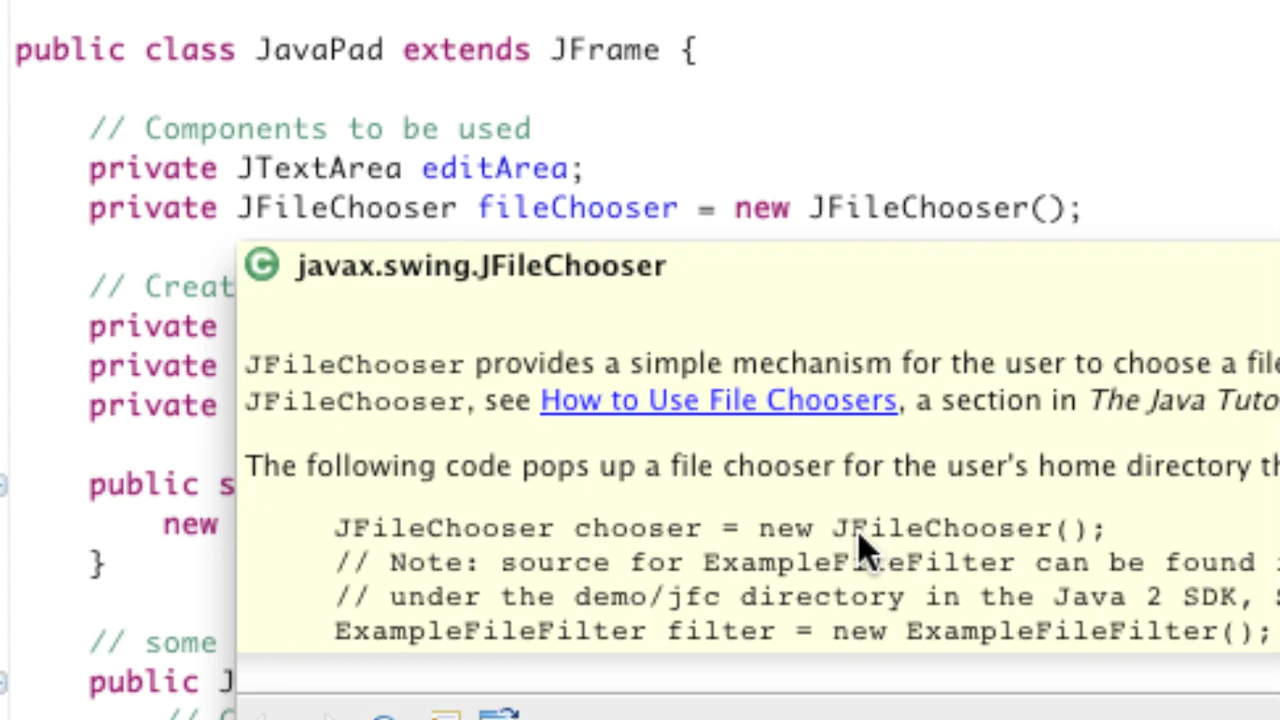 public class JavaPad extends JFrame {
// Components to be used
private JTextArea editArea;
private JFileChooser fileChooser = new JFileChooser();
javax.swing.JFileChooser
// Creat
private
JFileChooser provides a simple mechanism for the user to choose a file
private
JFileChooser, see How to Use File Choosers, a section in The Java Tuto
private
The following code pops up a file chooser for the user's home directory th
public s
new
JFileChooser chooser = new JFileChooser();
}
// Note: source for ExampleFileFilter can be found
// under the demo/jfc directory in the Java 2 SDK,
ExampleFileFilter filter = new ExampleFileFilter();
// some
public J